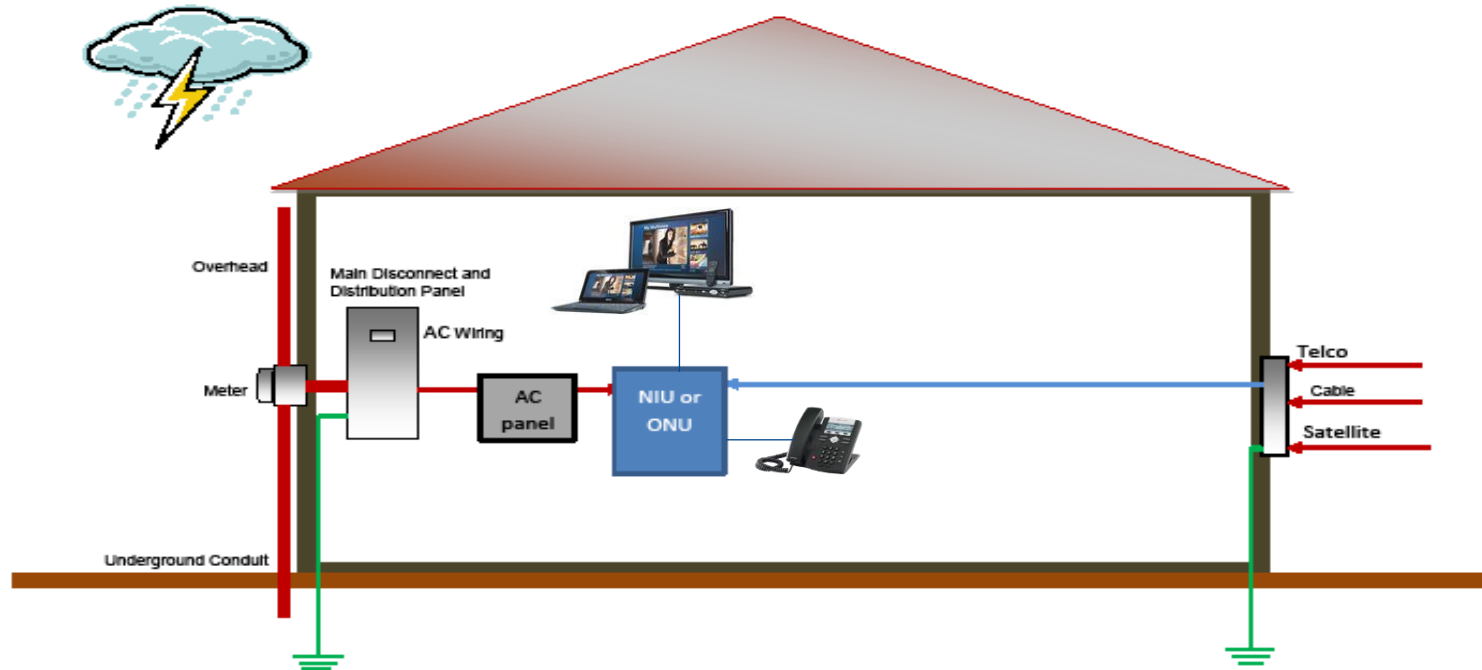 Overhead
Main Disconnect and
Distribution Panel
AC Wiring
Meter
AC
panel
NIU or
ONU
Telco
Cable
Satellite
Underground Conduit